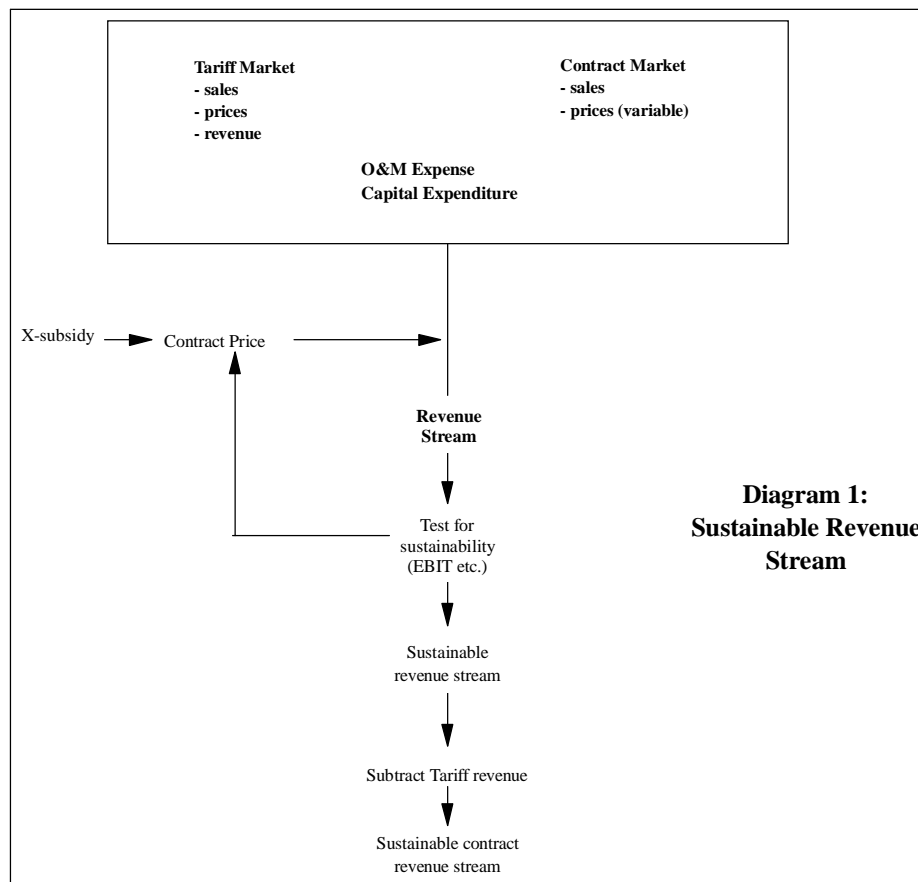 Tariff Market
- sales
- prices
- revenue
Contract Market
- sales
- prices (variable)
O&M Expense
Capital Expenditure
X-subsidy
Contract Price
Revenue
Stream
Test for
sustainability
(EBIT etc.)
Diagram 1:
Sustainable Revenue
Stream
Sustainable
revenue stream
Subtract Tariff revenue
Sustainable contract
revenue stream